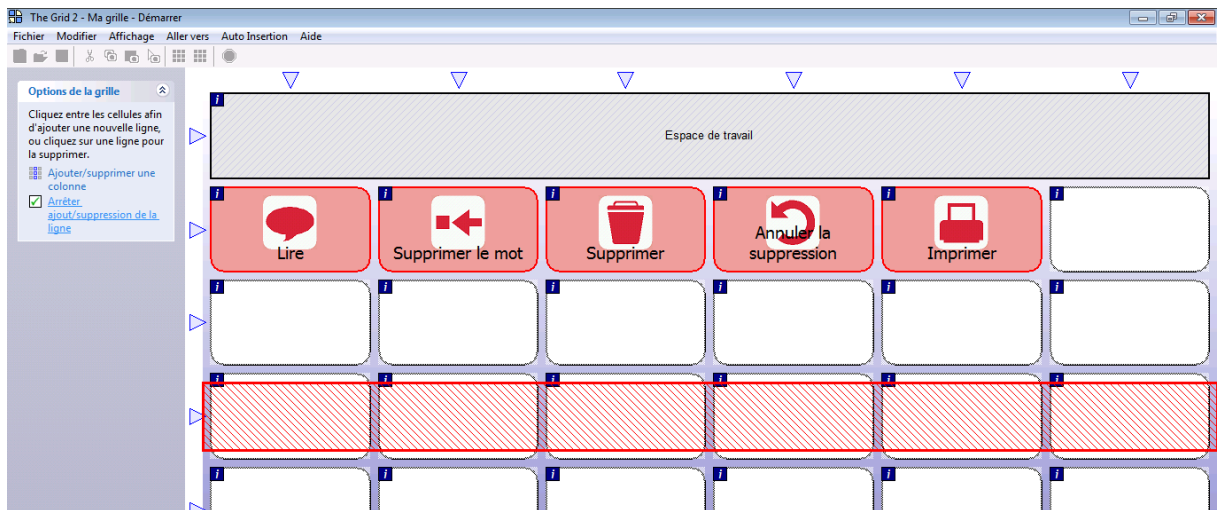 The Grid 2 - Ma grille - Démarrer
Fichier Modifier Affichage Aller vers Auto Insertion Aide
Options de la grille
Cliquez entre les cellules afin
d'ajouter une nouvelle ligne,
ou cliquez sur une ligne pour
la supprimer.
Ajouter/supprimer une
colonne
Arrêter
ajout/suppression de la
ligne
i
Espace de travail
i i i i i i
Lire Supprimer le mot Supprimer Annuler la
suppression Imprimer
i i i i i i
i i i i i i
i i i i i i